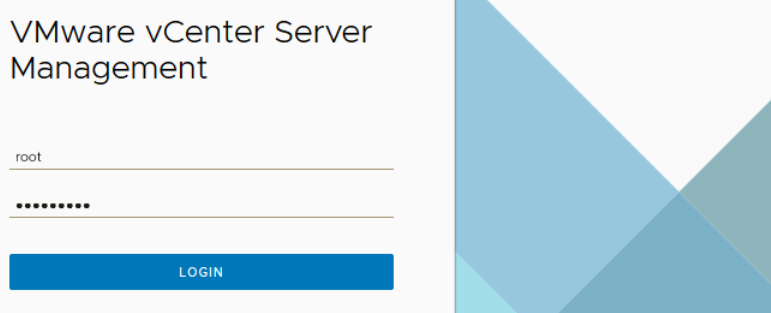 VMware vCenter Server
Management
root
•••••••••
LOGIN